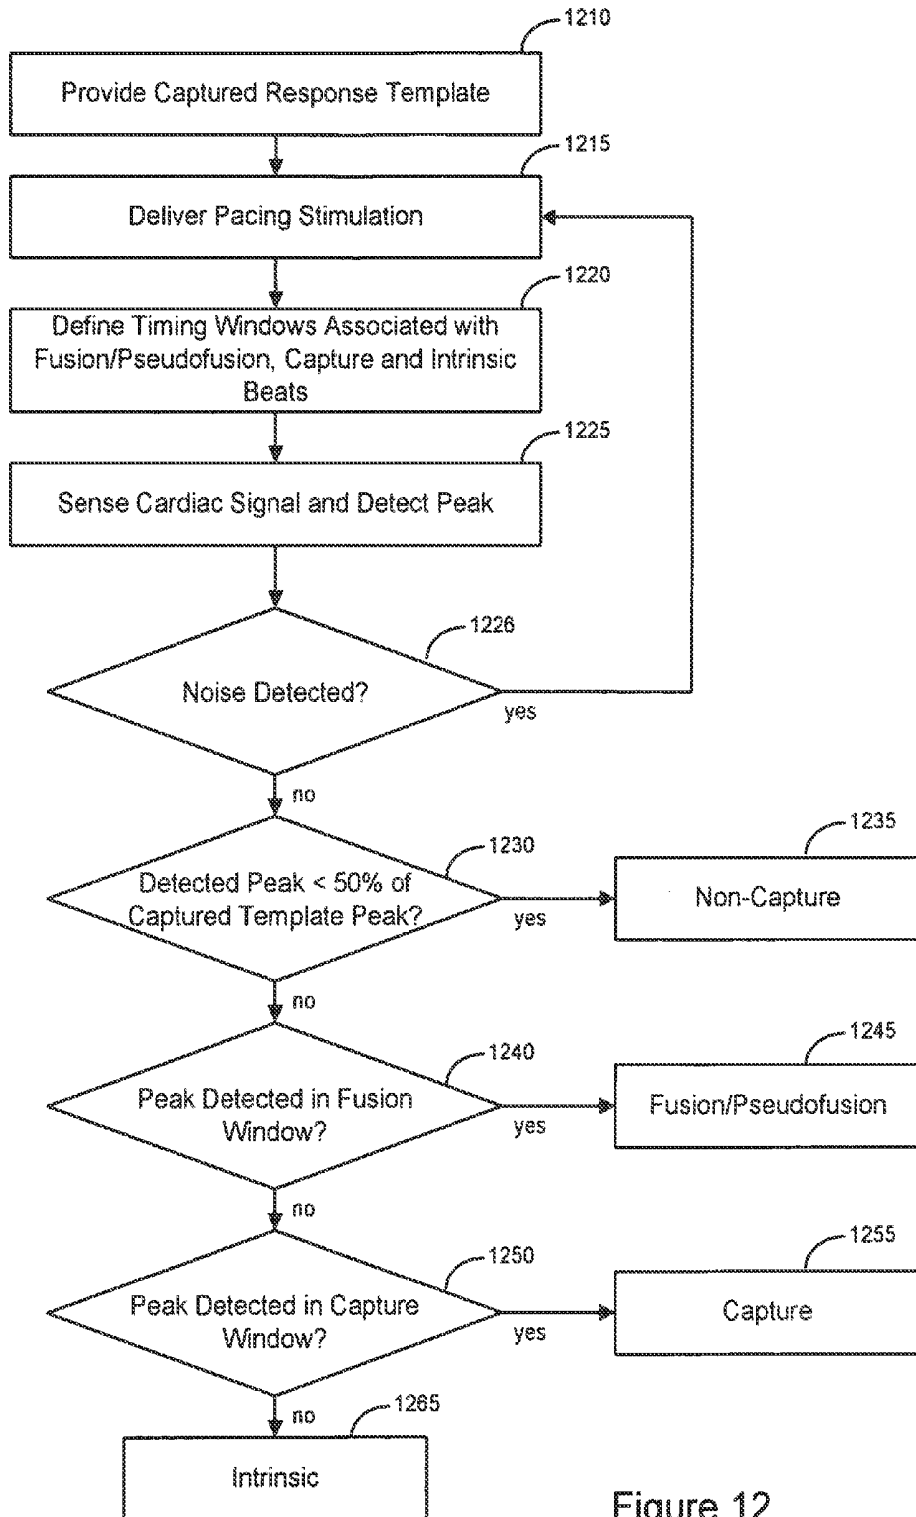 1210
Provide Captured Response Template
1215
Deliver Pacing Stimulation
1220
Define Timing Windows Associated with
Fusion/Pseudofusion, Capture and Intrinsic
Beats
1225
Sense Cardiac Signal and Detect Peak
1226
Noise Detected?
yes
no
1230
Detected Peak < 50% of
Captured Template Peak?
yes
1235
Non-Capture
no
1240
Peak Detected in Fusion
Window?
yes
1245
Fusion/Pseudofusion
no
1250
Peak Detected in Capture
Window?
yes
1255
Capture
no
1265
Intrinsic
Figure 12